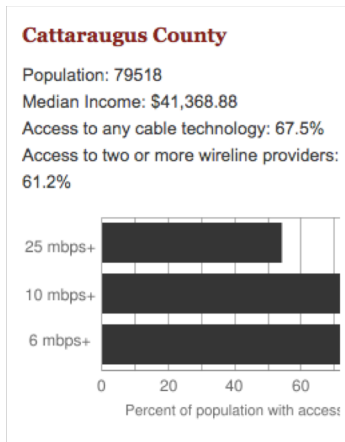 Cattaraugus County
Population: 79518
Median Income: $41,368.88
Access to any cable technology: 67.5%
Access to two or more wireline providers:
61.2%
25 mbps+
10 mbps+
6 mbps+
0 20 40 60
Percent of population with access